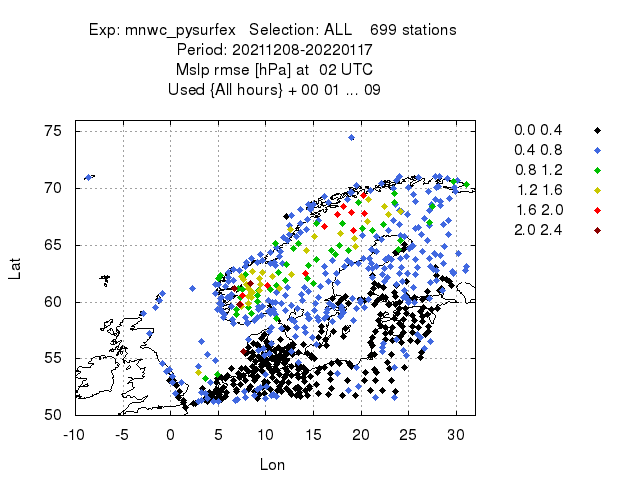 Exp: mnwc_pysurfex Selection: ALL 699 stations
Period: 20211208-20220117
Mslp rmse [hPa] at 02 UTC
Used {All hours} + 00 01 ... 09
0.0 0.4
0.4 0.8
0.8 1.2
1.2 1.6
1.6 2.0
2.0 2.4
75
70
65
60
55
50
Lat
-10 -5 0 5 10 15 20 25 30
Lon